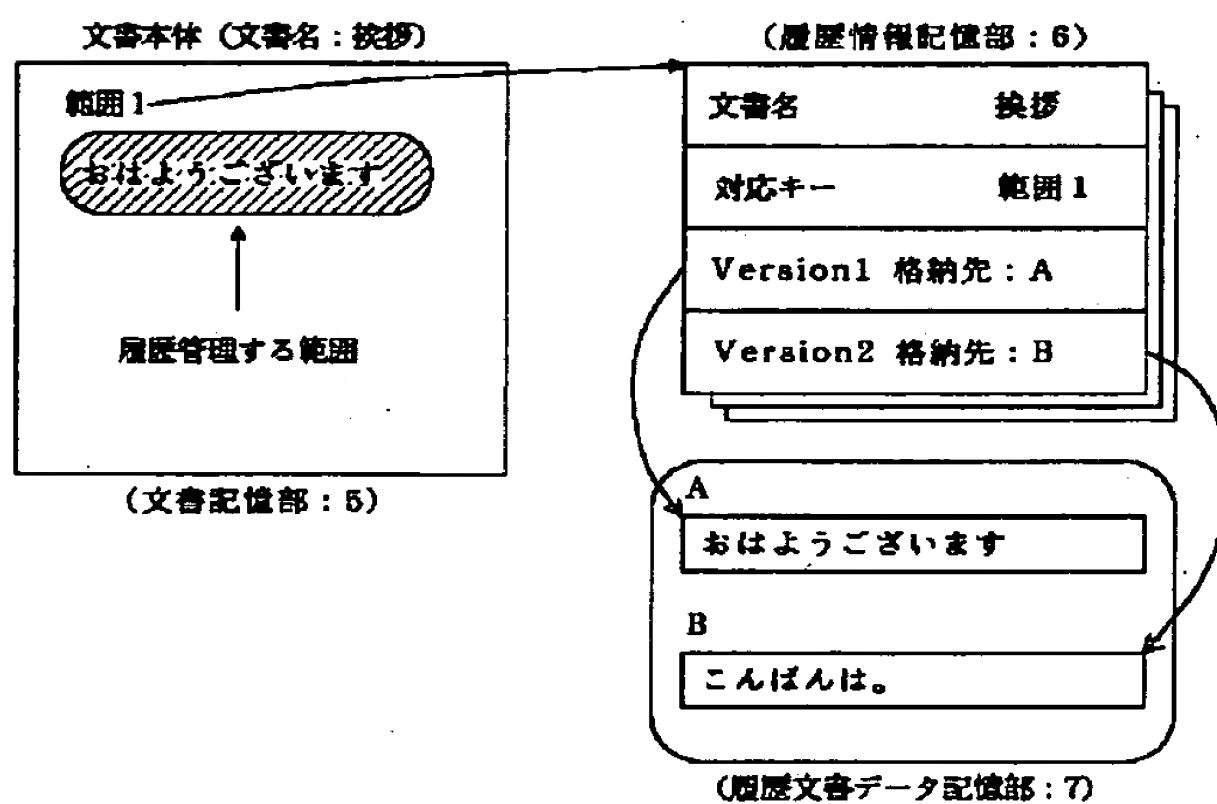 文書本体（文書名：挨拶）
範囲1
おはようございます
履歴管理する範囲
（文書記憶部：5）
（履歴情報記憶部：6）
文書名 挨拶
対応キー 範囲1
Version1 格納先：A
Version2 格納先：B
A
おはようございます
B
こんばんは。
（履歴文書データ記憶部：7）